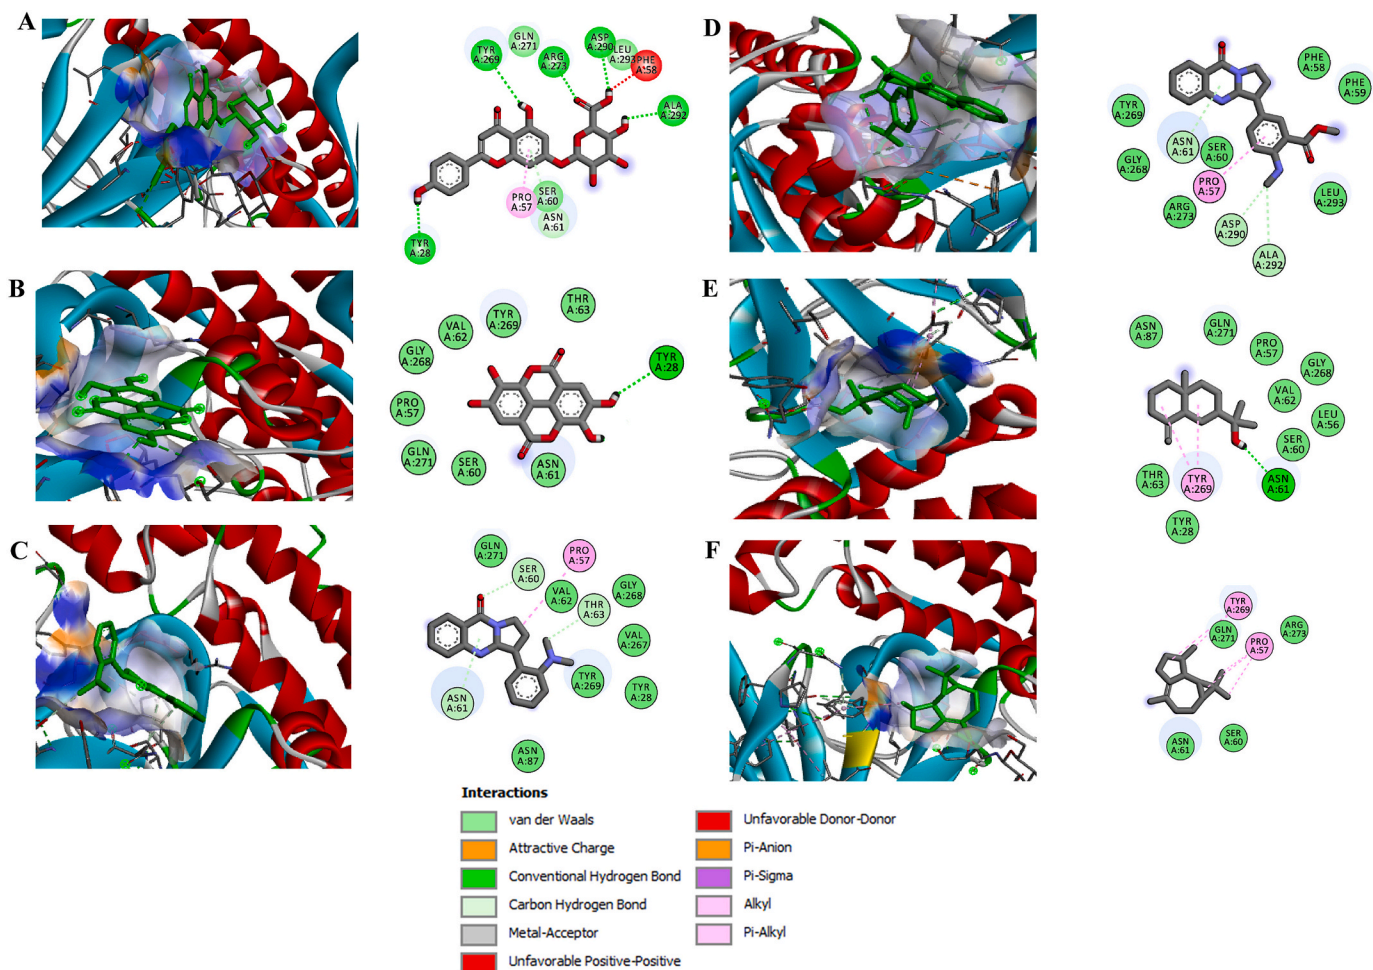 A
TYR
A:269
GLN
A:271
ARG
A:273
ASP
A:290
LEU
A:293
PHE
A:58
ALA
A:292
PRO
A:57
SER
A:60
ASN
A:61
TYR
A:28
B
THR
A:63
TYR
A:269
VAL
A:62
GLY
A:268
TYR
A:28
PRO
A:57
GLN
A:271
SER
A:60
ASN
A:61
C
GLN
A:271
PRO
A:57
SER
A:60
VAL
A:62
GLY
A:268
THR
A:63
VAL
A:267
TYR
A:269
TYR
A:28
ASN
A:61
ASN
A:87
D
PHE
A:58
PHE
A:59
TYR
A:269
ASN
A:61
SER
A:60
GLY
A:268
PRO
A:57
LEU
A:293
ARG
A:273
ASP
A:290
ALA
A:292
E
ASN
A:87
GLN
A:271
PRO
A:57
GLY
A:268
VAL
A:62
LEU
A:56
SER
A:60
THR
A:63
TYR
A:269
ASN
A:61
TYR
A:28
F
TYR
A:269
GLN
A:271
ARG
A:273
PRO
A:57
ASN
A:61
SER
A:60
Interactions
van der Waals
Attractive Charge
Conventional Hydrogen Bond
Carbon Hydrogen Bond
Metal-Acceptor
Unfavorable Positive-Positive
Unfavorable Donor-Donor
Pi-Anion
Pi-Sigma
Alkyl
Pi-Alkyl